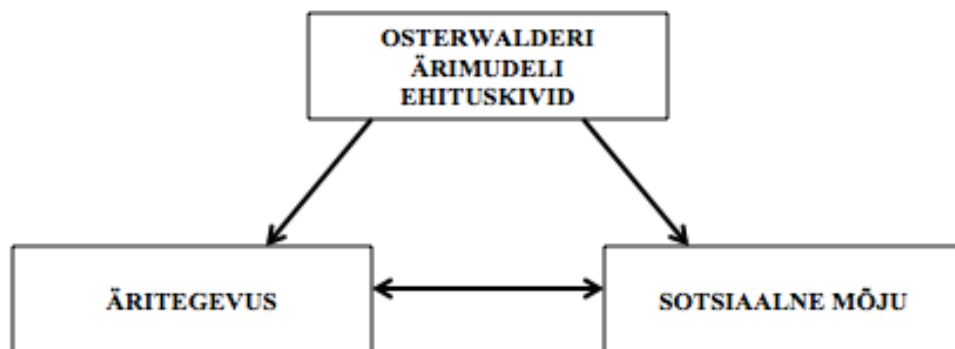 OSTERWALDERI
ÄRIMUDELI
EHITUSKIVID
ÄRITEGEVUS
SOTSIAALNE MÕJU